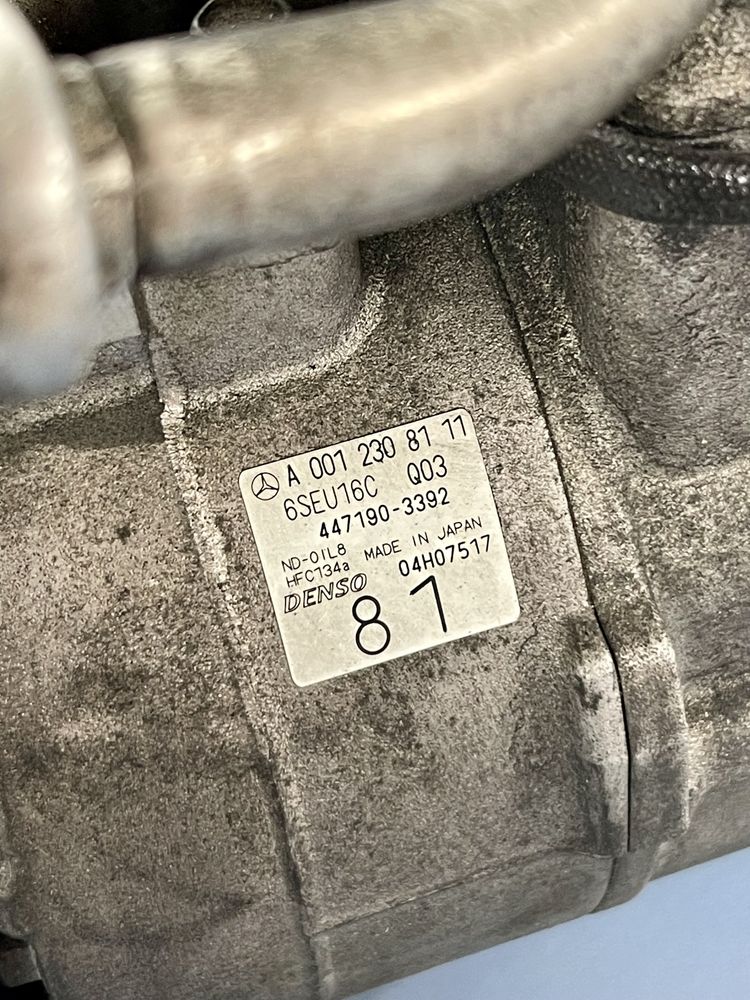 A 001 230 81 11
6SEU16C Q03
447190-3392
ND-OIL8
HFC134a MADE IN JAPAN
DENSO 04H07517
81